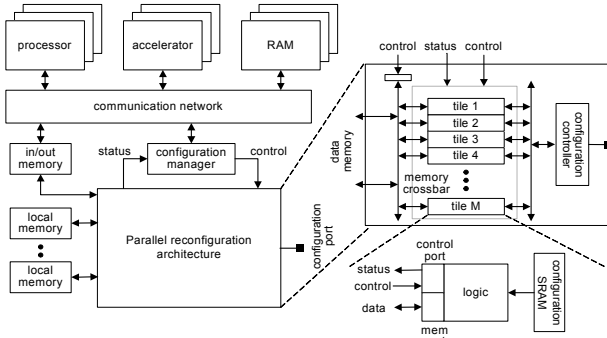 processor
accelerator
RAM
communication network
in/out
memory
status
configuration
manager
control
local
memory
local
memory
Parallel reconfiguration
architecture
configuration
port
control
status
control
data
memory
tile 1
tile 2
tile 3
tile 4
memory
crossbar
tile M
configuration
controller
control
port
status
control
data
logic
mem
configuration
SRAM